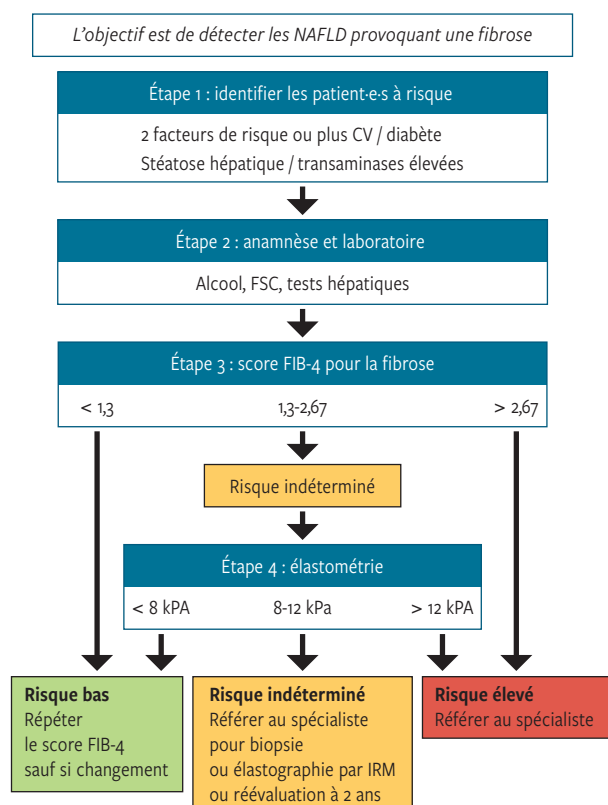 L'objectif est de détecter les NAFLD provoquant une fibrose
Étape 1 : identifier les patient·e·s à risque
2 facteurs de risque ou plus CV / diabète
Stéatose hépatique / transaminases élevées
Étape 2 : anamnèse et laboratoire
Alcool, FSC, tests hépatiques
Étape 3 : score FIB-4 pour la fibrose
< 1,3 1,3-2,67 > 2,67
Risque indéterminé
Étape 4 : élastométrie
< 8 kPA 8-12 kPa > 12 kPA
Risque bas
Répéter
le score FIB-4
sauf si changement
Risque indéterminé
Référer au spécialiste
pour biopsie
ou élastographie par IRM
ou réévaluation à 2 ans
Risque élevé
Référer au spécialiste